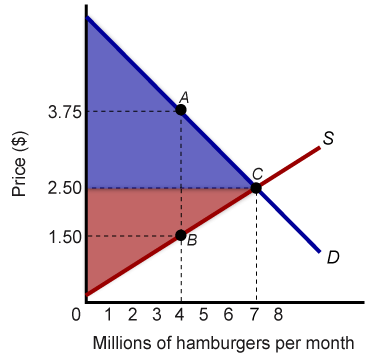 Price ($)
A
3.75
S
C
2.50
1.50
B
D
0 1 2 3 4 5 6 7 8
Millions of hamburgers per month